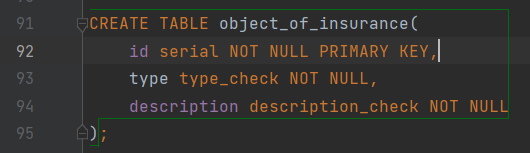 91 CREATE TABLE object_of_insurance(
92 id serial NOT NULL PRIMARY KEY,
93 type type_check NOT NULL,
94 description description_check NOT NULL
95 );